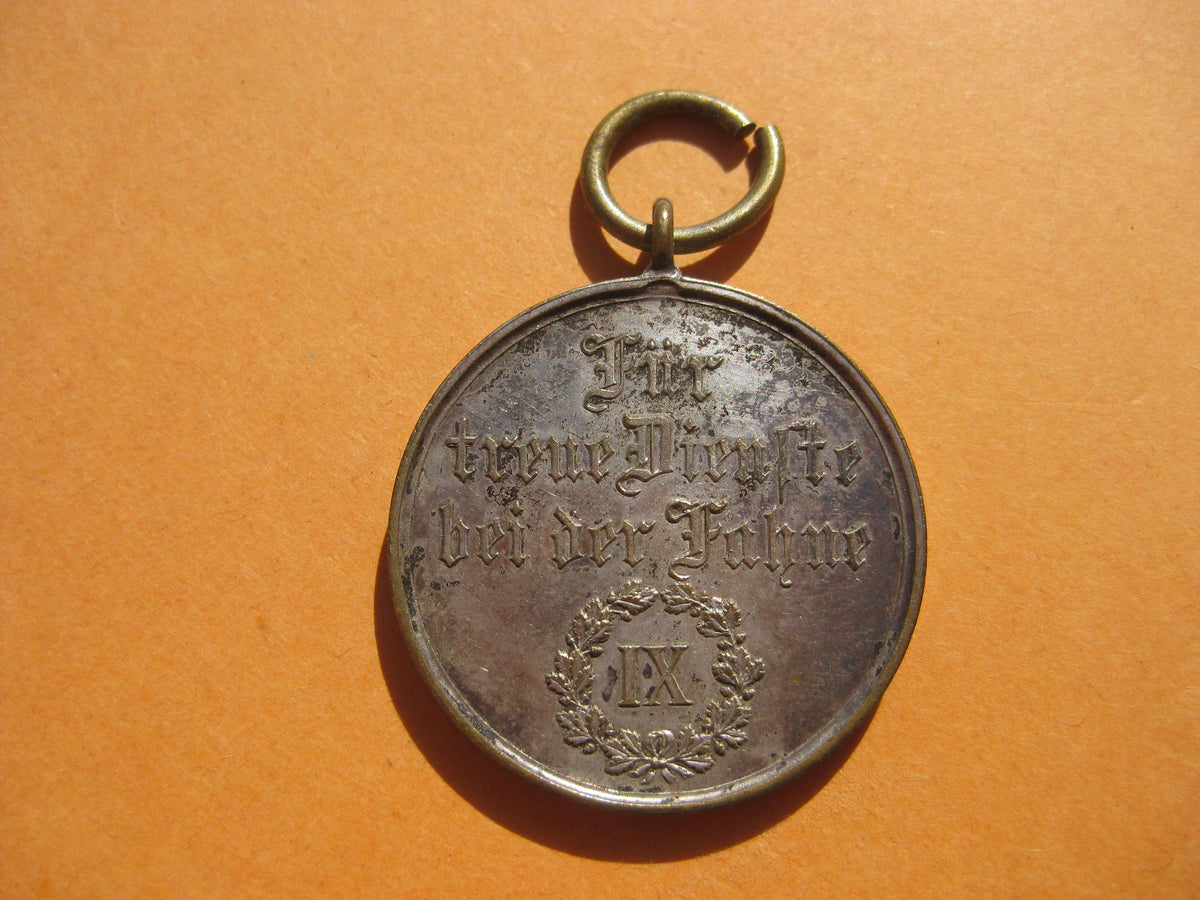 Für
treue Dienſte
bei der Fahne
IX